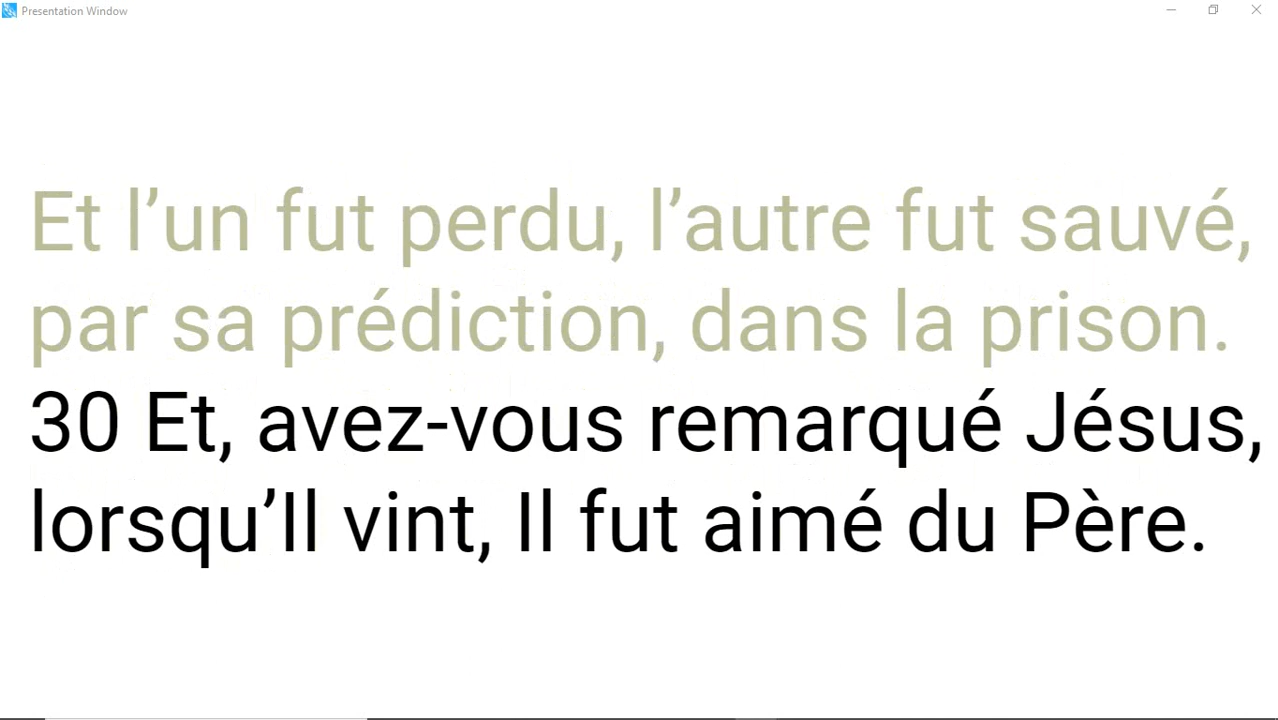 Presentation Window
Et l’un fut perdu, l’autre fut sauvé,
par sa prédiction, dans la prison.
30 Et, avez-vous remarqué Jésus,
lorsqu’Il vint, Il fut aimé du Père.